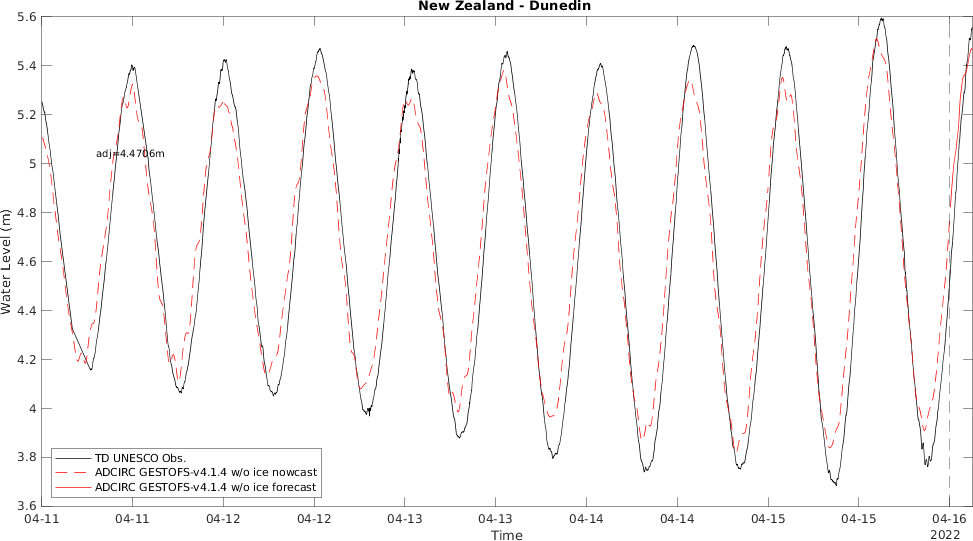 New Zealand - Dunedin
5.6
5.4
5.2
5
4.8
4.6
4.4
4.2
4
3.8
3.6
Water Level (m)
adj=4.4706m
TD UNESCO Obs.
ADCIRC GESTOFS-v4.1.4 w/o ice nowcast
ADCIRC GESTOFS-v4.1.4 w/o ice forecast
04-11 04-11 04-12 04-12 04-13 04-13 04-14 04-14 04-15 04-15 04-16
Time 2022